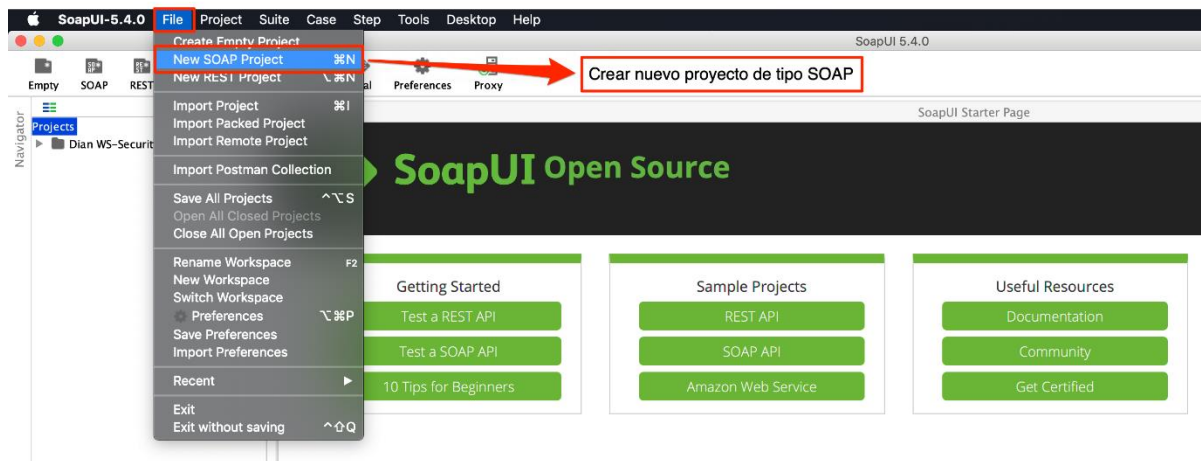 SoapUI-5.4.0 File Project Suite Case Step Tools Desktop Help
SoapUI 5.4.0
Create Empty Project
New SOAP Project ⌘N
New REST Project ⌥⌘N
Import Project ⌘I
Import Packed Project
Import Remote Project
Import Postman Collection
Save All Projects ^⌥S
Open All Closed Projects
Close All Open Projects
Rename Workspace F2
New Workspace
Switch Workspace
Preferences ⌥⌘P
Save Preferences
Import Preferences
Recent
Exit
Exit without saving ^⇧Q
Empty SOAP REST Preferences Proxy
Crear nuevo proyecto de tipo SOAP
Navigator
Projects
Dian WS-Securit
SoapUI Starter Page
SoapUI Open Source
Getting Started
Test a REST API
Test a SOAP API
10 Tips for Beginners
Sample Projects
REST API
SOAP API
Amazon Web Service
Useful Resources
Documentation
Community
Get Certified